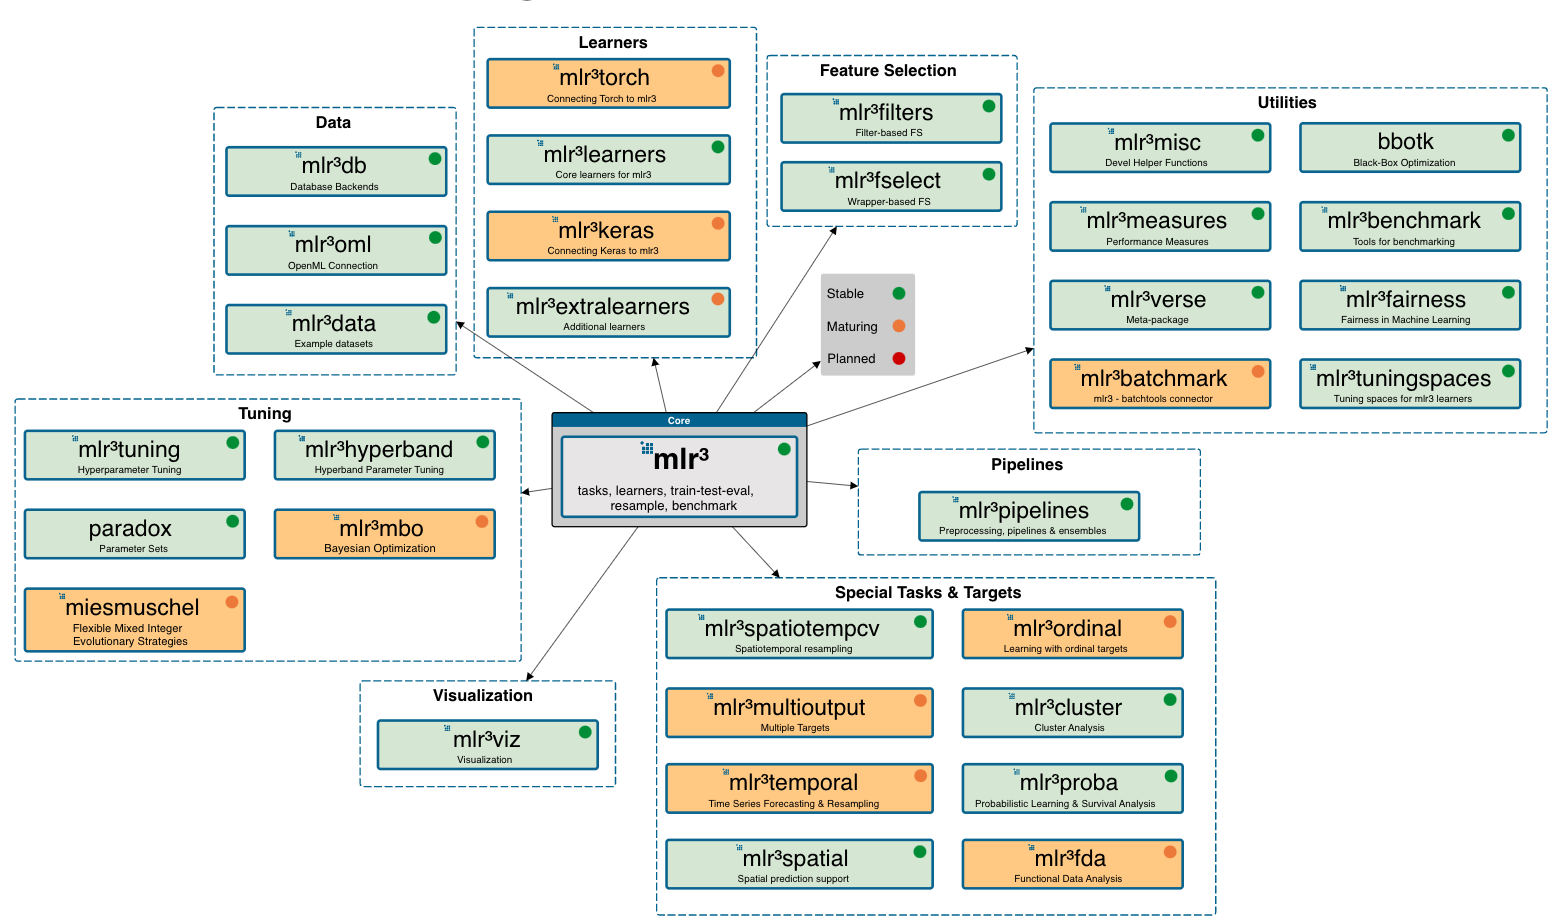 Learners
mlr³torch
Connecting Torch to mlr3
mlr³learners
Core learners for mlr3
mlr³keras
Connecting Keras to mlr3
mlr³extralearners
Additional learners
Feature Selection
mlr³filters
Filter-based FS
mlr³fselect
Wrapper-based FS
Utilities
mlr³misc
Devel Helper Functions
bbotk
Black-Box Optimization
mlr³measures
Performance Measures
mlr³benchmark
Tools for benchmarking
mlr³verse
Meta-package
mlr³fairness
Fairness in Machine Learning
mlr³batchmark
mlr3 - batchtools connector
mlr³tuningspaces
Tuning spaces for mlr3 learners
Data
mlr³db
Database Backends
mlr³oml
OpenML Connection
mlr³data
Example datasets
Stable
Maturing
Planned
Tuning
mlr³tuning
Hyperparameter Tuning
mlr³hyperband
Hyperband Parameter Tuning
paradox
Parameter Sets
mlr³mbo
Bayesian Optimization
miesmuschel
Flexible Mixed Integer
Evolutionary Strategies
Core
mlr³
tasks, learners, train-test-eval,
resample, benchmark
Pipelines
mlr³pipelines
Preprocessing, pipelines & ensembles
Visualization
mlr³viz
Visualization
Special Tasks & Targets
mlr³spatiotempcv
Spatiotemporal resampling
mlr³ordinal
Learning with ordinal targets
mlr³multioutput
Multiple Targets
mlr³cluster
Cluster Analysis
mlr³temporal
Time Series Forecasting & Resampling
mlr³proba
Probabilistic Learning & Survival Analysis
mlr³spatial
Spatial prediction support
mlr³fda
Functional Data Analysis